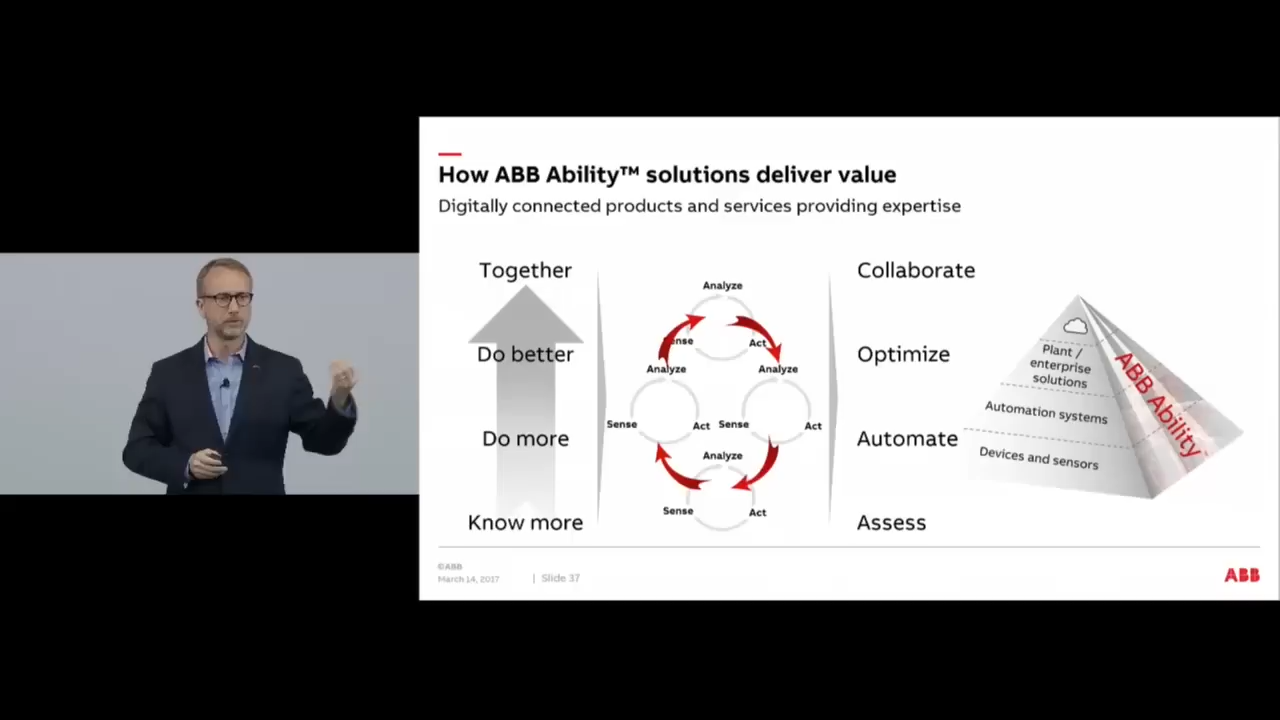 How ABB Ability™ solutions deliver value
Digitally connected products and services providing expertise
Together
Do better
Do more
Know more
Analyze
Sense
Act
Analyze
Sense
Act
Analyze
Sense
Act
Analyze
Sense
Act
Collaborate
Optimize
Automate
Assess
Plant /
enterprise
solutions
Automation systems
Devices and sensors
ABB Ability
©ABB
March 14, 2017
| Slide 37
ABB